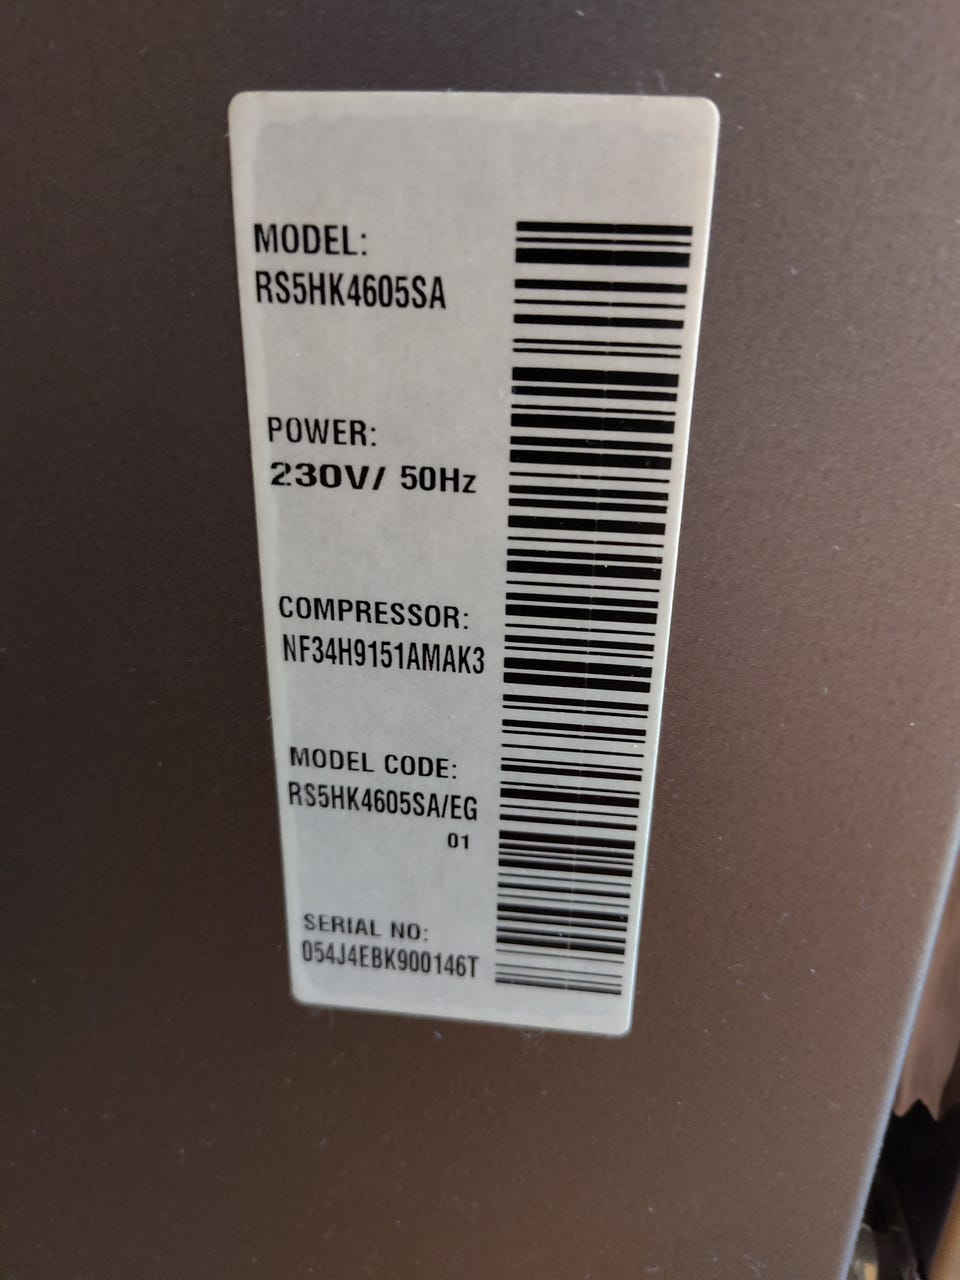 MODEL:
RS5HK4605SA
POWER:
230V/ 50Hz
COMPRESSOR:
NF34H9151AMAK3
MODEL CODE:
RS5HK4605SA/EG
01
SERIAL NO:
054J4EBK900146T